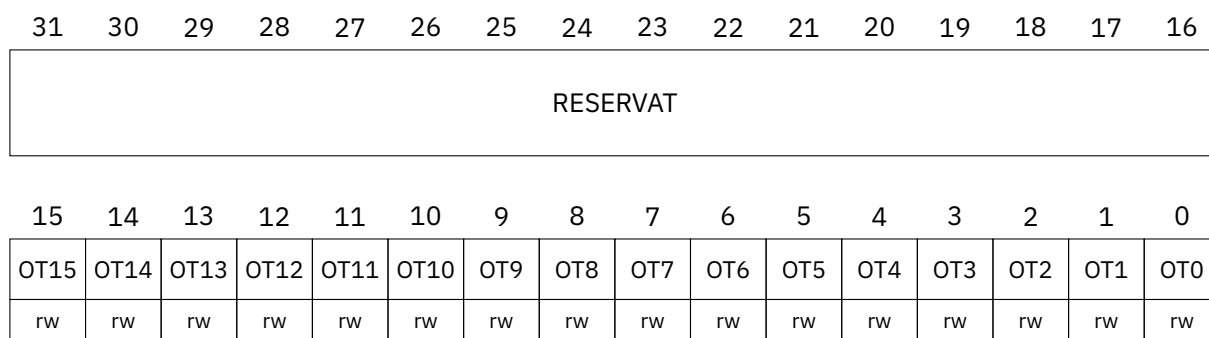 31 30 29 28 27 26 25 24 23 22 21 20 19 18 17 16
RESERVAT
15 14 13 12 11 10 9 8 7 6 5 4 3 2 1 0
OT15 OT14 OT13 OT12 OT11 OT10 OT9 OT8 OT7 OT6 OT5 OT4 OT3 OT2 OT1 OT0
rw rw rw rw rw rw rw rw rw rw rw rw rw rw rw rw